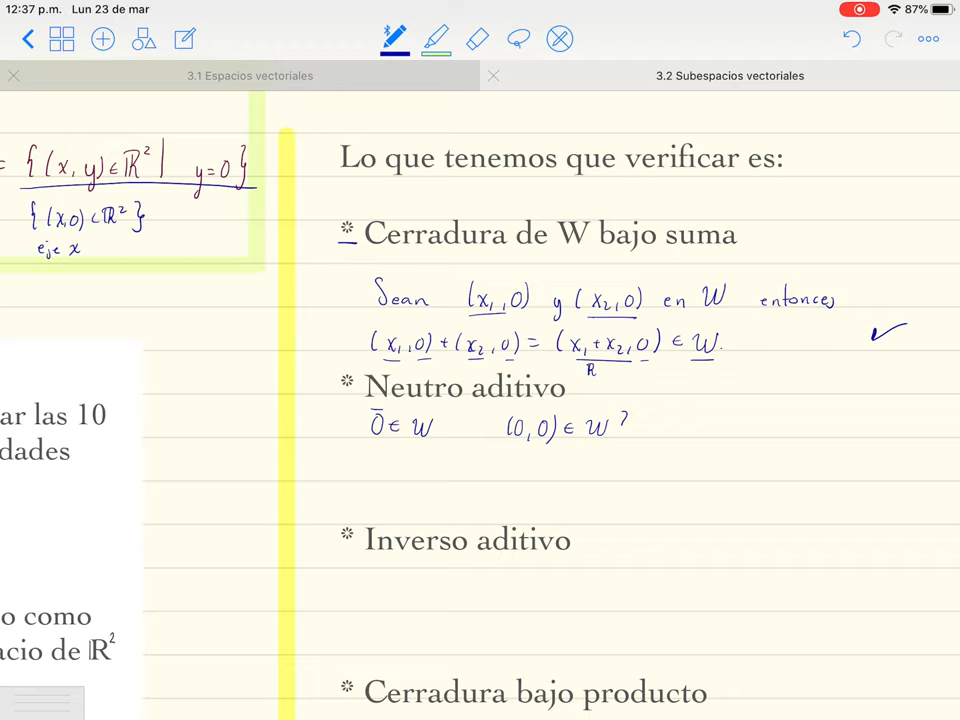 12:37 p.m. Lun 23 de mar 87%
3.1 Espacios vectoriales 3.2 Subespacios vectoriales
= {(x, y) ∈ ℝ² | y=0}
{(x,0) ∈ ℝ²}
eje x
ar las 10
dades
o como
acio de ℝ²
Lo que tenemos que verificar es:
* Cerradura de W bajo suma
Sean (x₁,0) y (x₂,0) en W entonces
(x₁,0) + (x₂,0) = (x₁+x₂,0) ∈ W. ✓
ℝ
* Neutro aditivo
0̅ ∈ W (0,0) ∈ W ?
* Inverso aditivo
* Cerradura bajo producto